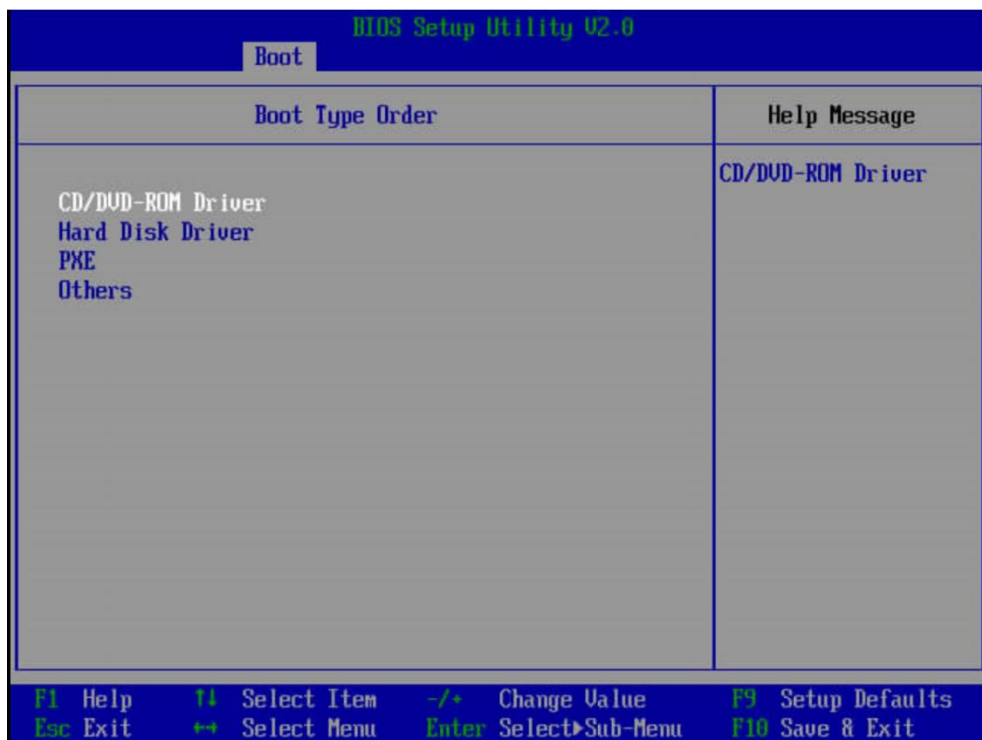 BIOS Setup Utility V2.0
Boot
Boot Type Order
Help Message
CD/DVD-ROM Driver
CD/DVD-ROM Driver
Hard Disk Driver
PXE
Others
F1 Help ↑↓ Select Item -/+ Change Value F9 Setup Defaults
Esc Exit ←→ Select Menu Enter Select▶Sub-Menu F10 Save & Exit